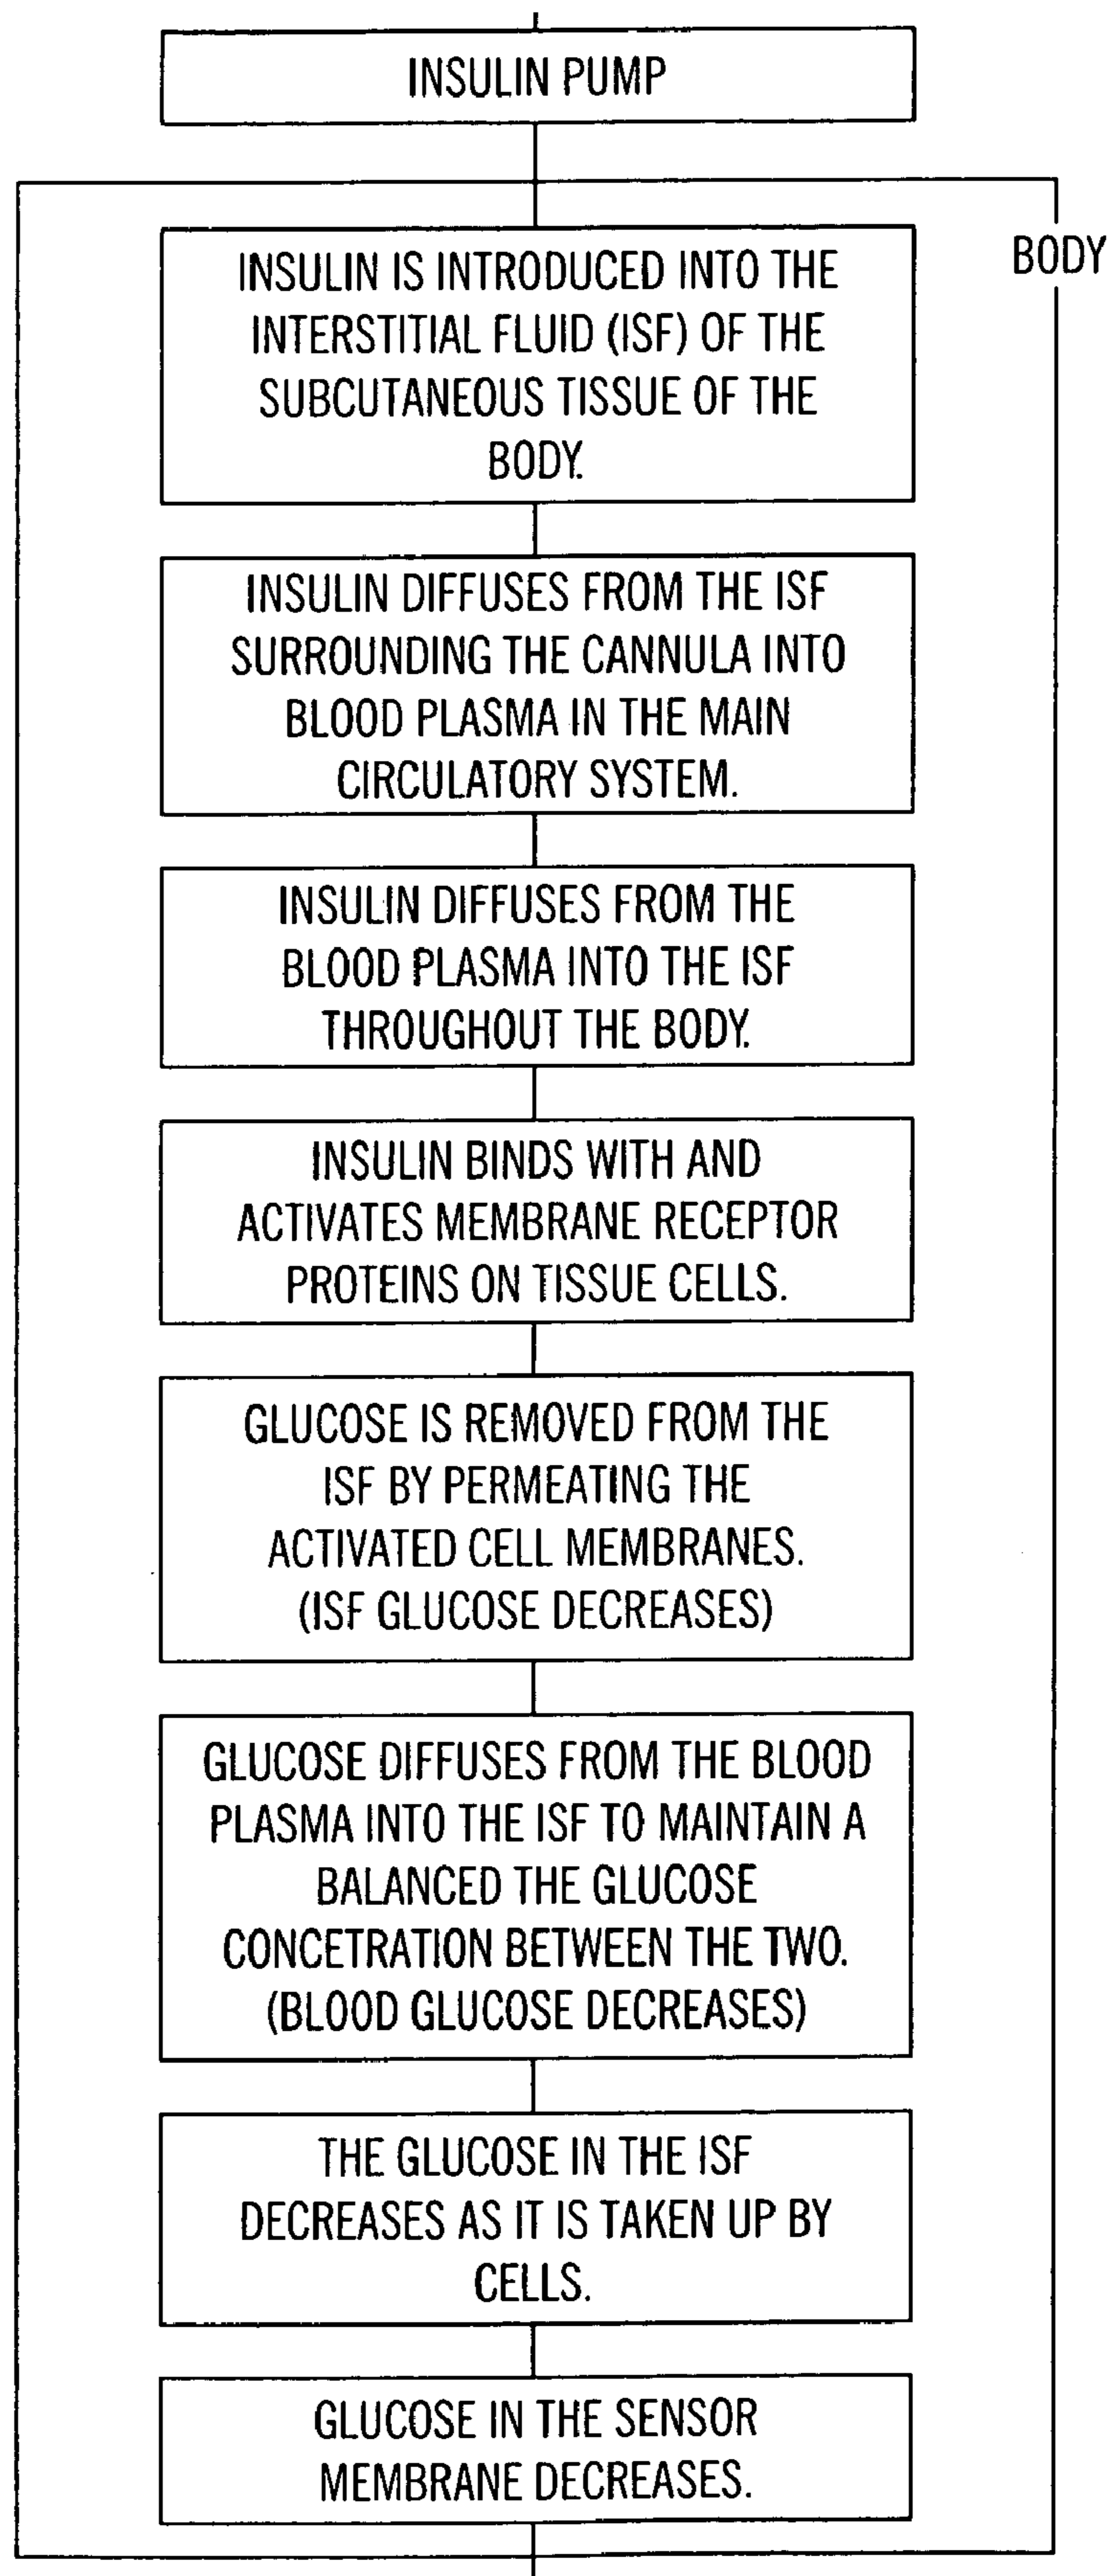 INSULIN PUMP
BODY
INSULIN IS INTRODUCED INTO THE
INTERSTITIAL FLUID (ISF) OF THE
SUBCUTANEOUS TISSUE OF THE
BODY.
INSULIN DIFFUSES FROM THE ISF
SURROUNDING THE CANNULA INTO
BLOOD PLASMA IN THE MAIN
CIRCULATORY SYSTEM.
INSULIN DIFFUSES FROM THE
BLOOD PLASMA INTO THE ISF
THROUGHOUT THE BODY.
INSULIN BINDS WITH AND
ACTIVATES MEMBRANE RECEPTOR
PROTEINS ON TISSUE CELLS.
GLUCOSE IS REMOVED FROM THE
ISF BY PERMEATING THE
ACTIVATED CELL MEMBRANES.
(ISF GLUCOSE DECREASES)
GLUCOSE DIFFUSES FROM THE BLOOD
PLASMA INTO THE ISF TO MAINTAIN A
BALANCED THE GLUCOSE
CONCETRATION BETWEEN THE TWO.
(BLOOD GLUCOSE DECREASES)
THE GLUCOSE IN THE ISF
DECREASES AS IT IS TAKEN UP BY
CELLS.
GLUCOSE IN THE SENSOR
MEMBRANE DECREASES.